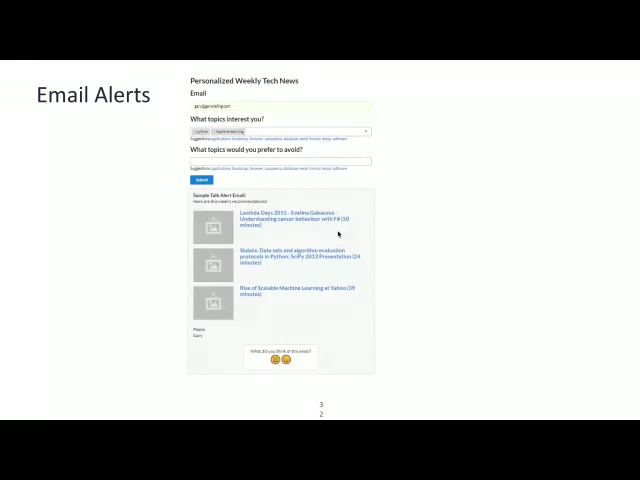 Email Alerts
Personalized Weekly Tech News
Email
What topics interest you?
python machine learning
What topics would you prefer to avoid?
Submit
Sample Talk Alert Email:
Here are this week's recommendations!
Lambda Days 2015 - Evelina Gabasova -
Understanding cancer behaviour with F# (50
minutes)
Skdata: Data sets and algorithm evaluation
protocols in Python; SciPy 2013 Presentation (24
minutes)
Rise of Scalable Machine Learning at Yahoo (39
minutes)
Peace,
Gary
What did you think of this email?
3
2